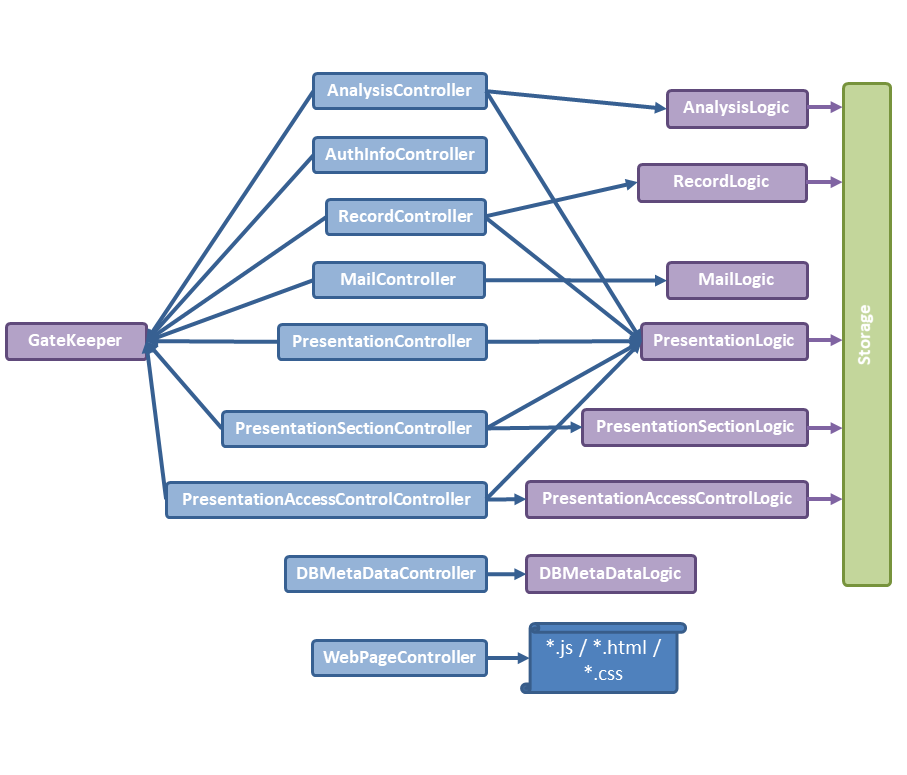 AnalysisController
AnalysisLogic
AuthInfoController
RecordLogic
RecordController
MailController
MailLogic
GateKeeper
PresentationController
PresentationLogic
Storage
PresentationSectionController
PresentationSectionLogic
PresentationAccessControlController
PresentationAccessControlLogic
DBMetaDataController
DBMetaDataLogic
WebPageController
*.js / *.html /
*.css